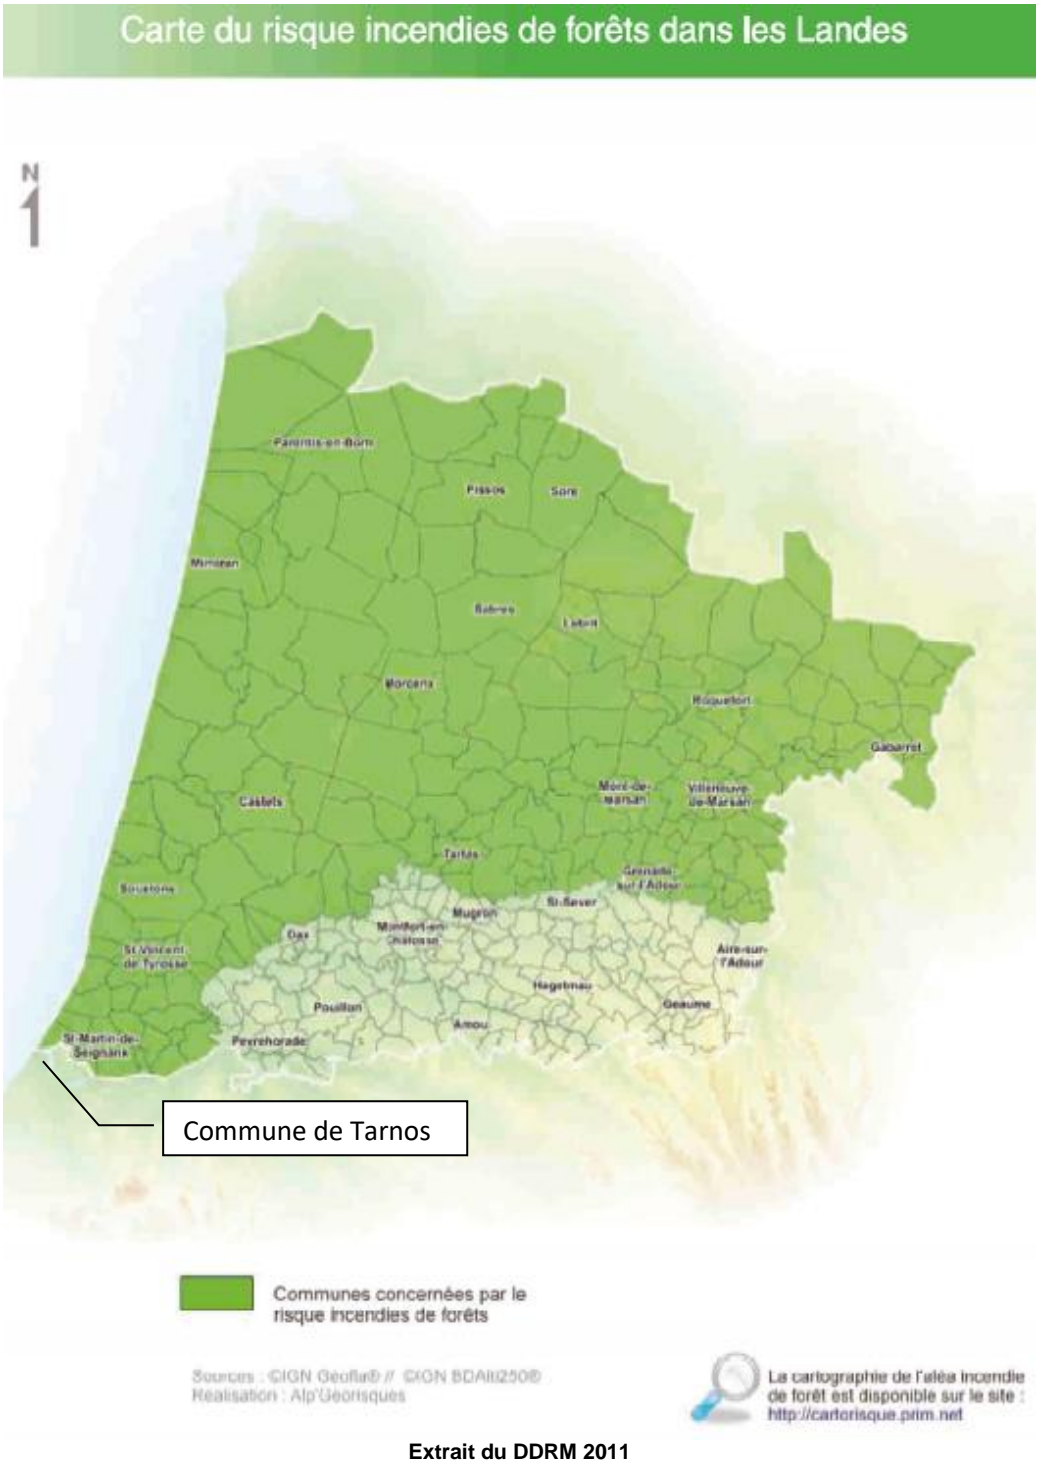 Carte du risque incendies de forêts dans les Landes
N
Parentis-en-Born
Pissos
Sore
Mimizan
Sabres
Labrit
Morcenx
Roquefort
Gabarret
Castets
Mont-de-
marsan
Villeneuve-
de-Marsan
Tartas
Soustons
Grenade-
sur-l'Adour
St-Sever
Mugron
Dax
Montfort-en-
Chalosse
St-Vincent-
de Tyrosse
Aire-sur-
l'Adour
Hagetmau
Geaune
Pouillon
Amou
St-Martin-de-
Seignanx
Peyrehorade
Commune de Tarnos
Communes concernées par le
risque incendies de forêts
Sources : ©IGN Géofla® // ©IGN BDAlti250®
Réalisation : Alp'Géorisques
La cartographie de l'aléa incendie
de forêt est disponible sur le site :
http://cartorisque.prim.net
Extrait du DDRM 2011